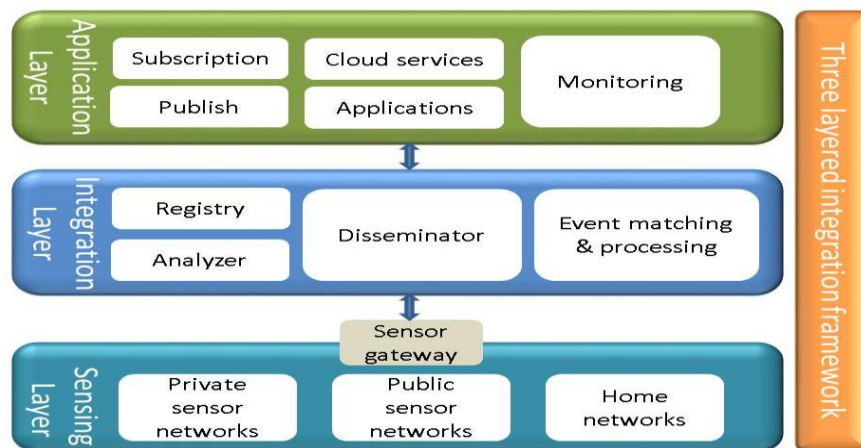 Application
Layer
Subscription
Cloud services
Monitoring
Publish
Applications
Integration
Layer
Registry
Disseminator
Event matching
& processing
Analyzer
Sensor
gateway
Sensing
Layer
Private
sensor
networks
Public
sensor
networks
Home
networks
Three layered integration framework